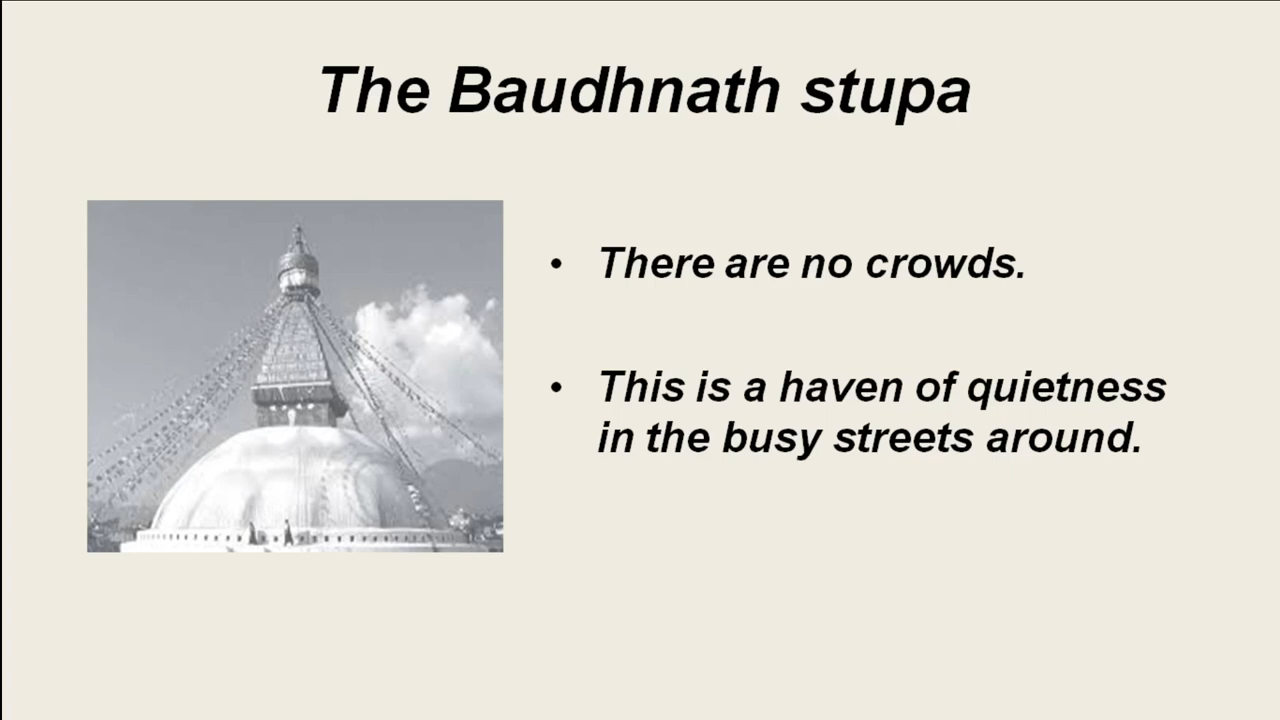 The Baudhnath stupa
• There are no crowds.
• This is a haven of quietness
in the busy streets around.